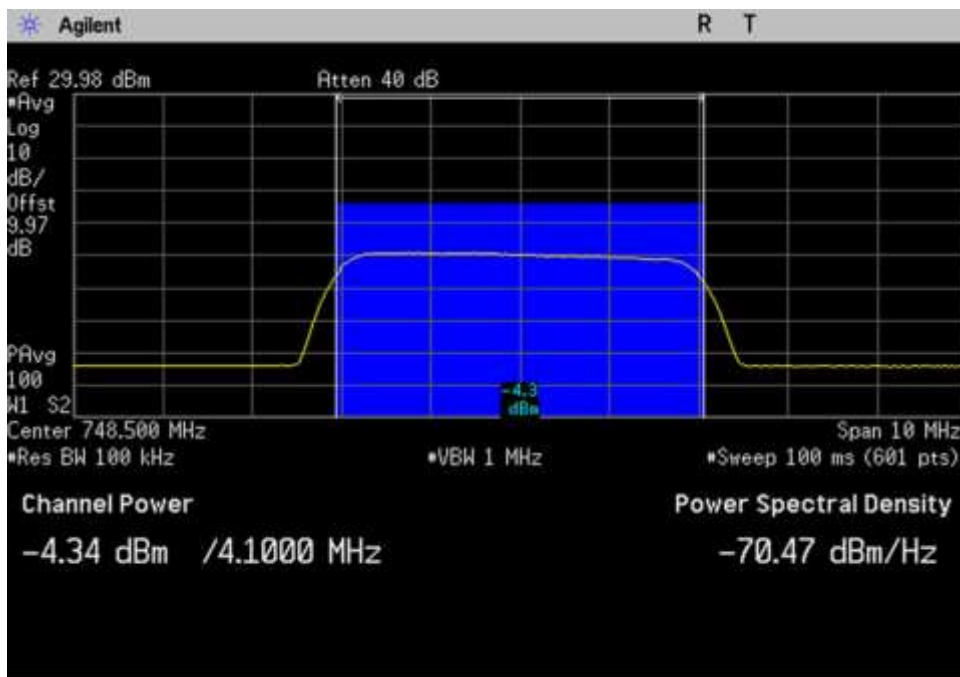 Agilent
R T
Ref 29.98 dBm Atten 40 dB
#Avg
Log
10
dB/
Offst
9.97
dB
PAvg
100
W1 S2
-4.3
dBm
Center 748.500 MHz Span 10 MHz
#Res BW 100 kHz #VBW 1 MHz #Sweep 100 ms (601 pts)
Channel Power Power Spectral Density
-4.34 dBm /4.1000 MHz -70.47 dBm/Hz